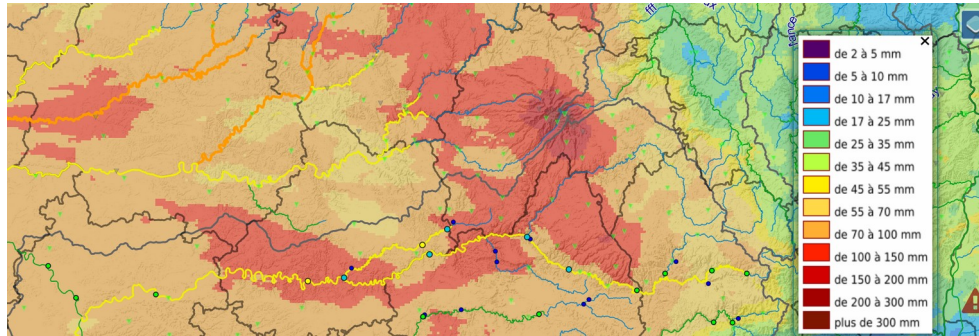 de 2 à 5 mm
de 5 à 10 mm
de 10 à 17 mm
de 17 à 25 mm
de 25 à 35 mm
de 35 à 45 mm
de 45 à 55 mm
de 55 à 70 mm
de 70 à 100 mm
de 100 à 150 mm
de 150 à 200 mm
de 200 à 300 mm
plus de 300 mm